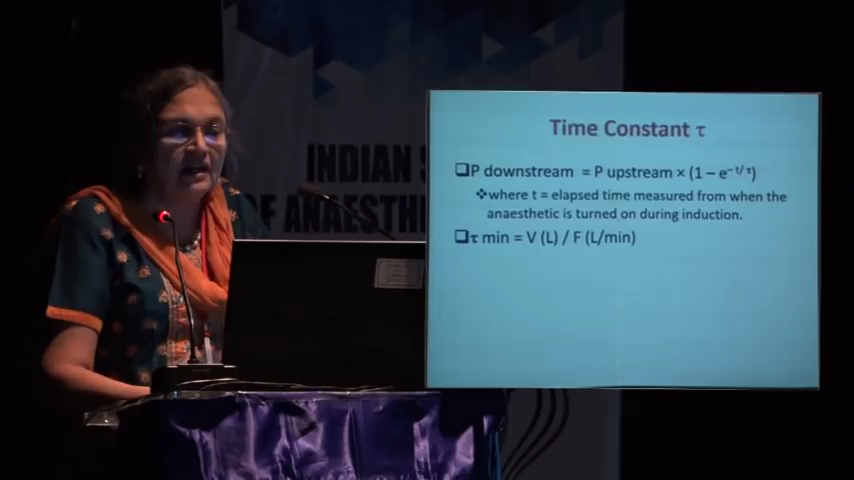 INDIAN S
OF ANAESTH
Time Constant τ
❑P downstream = P upstream × (1 – e⁻ᵗ/ ᵗ)
❖where t = elapsed time measured from when the
anaesthetic is turned on during induction.
❑τ min = V (L) / F (L/min)